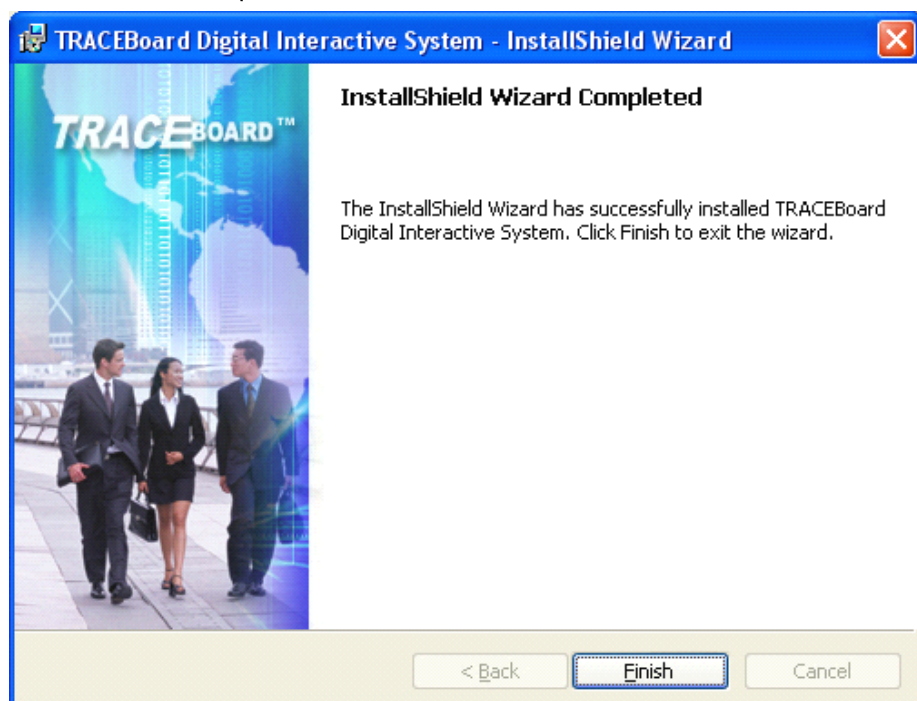 TRACEBoard Digital Interactive System - InstallShield Wizard
TRACEBOARD™
InstallShield Wizard Completed
The InstallShield Wizard has successfully installed TRACEBoard
Digital Interactive System. Click Finish to exit the wizard.
< Back
Finish
Cancel